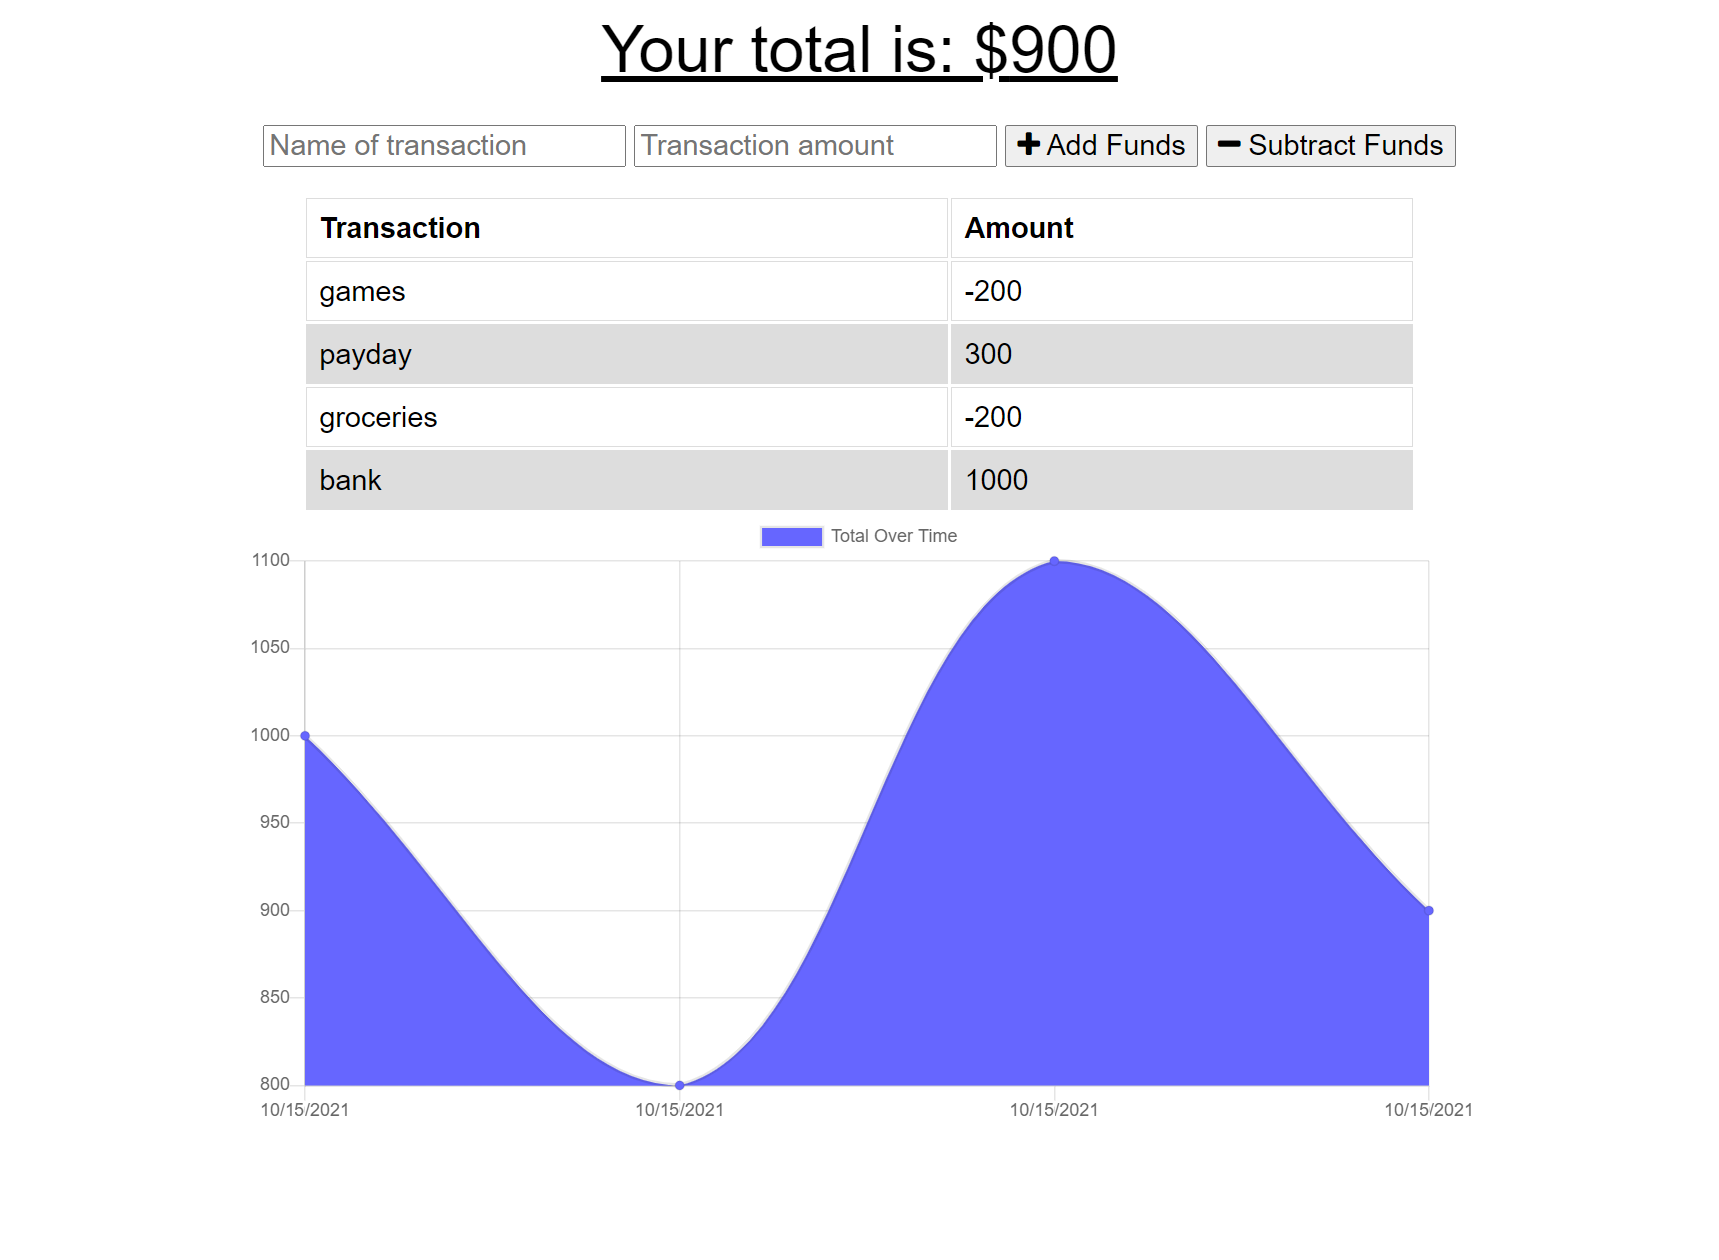 Your total is: $900
Name of transaction Transaction amount Add Funds Subtract Funds
Transaction Amount
games -200
payday 300
groceries -200
bank 1000
Total Over Time
1100
1050
1000
950
900
850
800
10/15/2021 10/15/2021 10/15/2021 10/15/2021